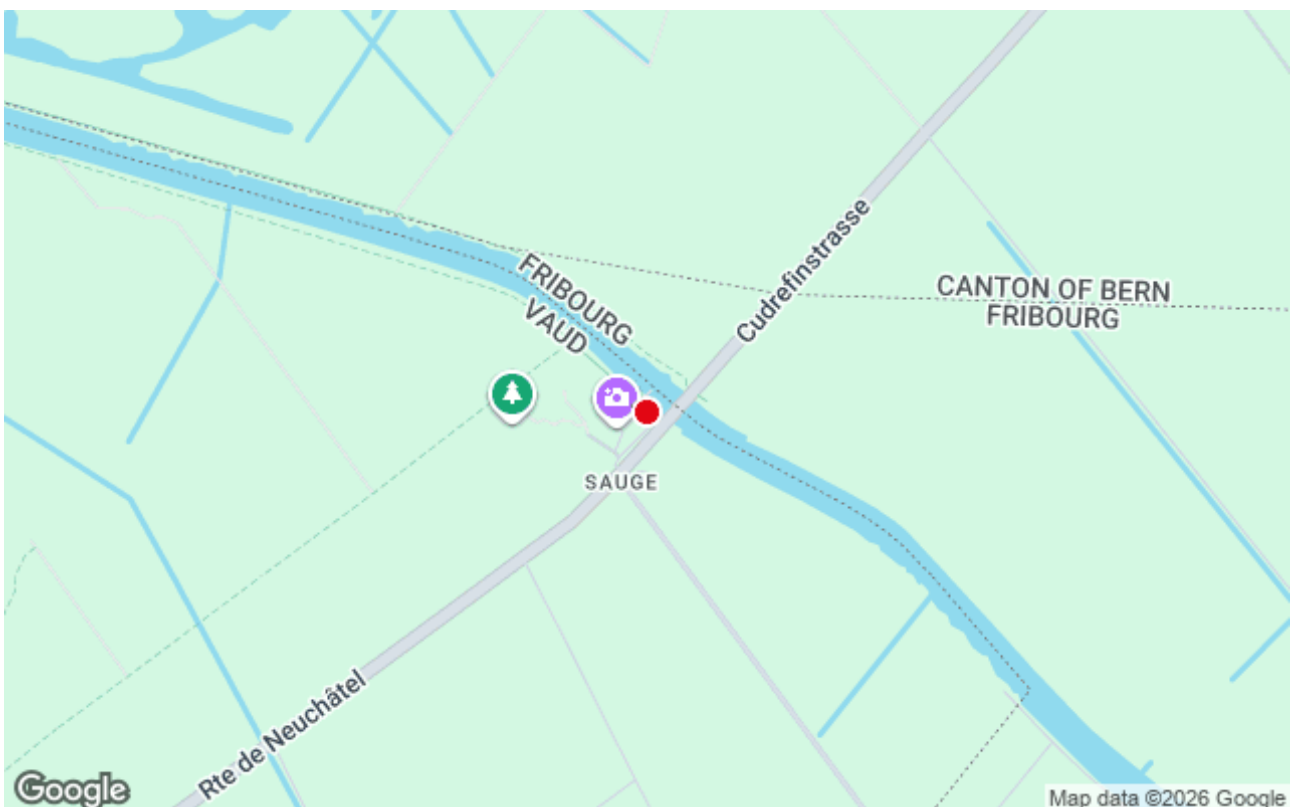 FRIBOURG
VAUD
Cudrefinstrasse
CANTON OF BERN
FRIBOURG
SAUGE
Rte de Neuchâtel
Google
Map data ©2026 Google